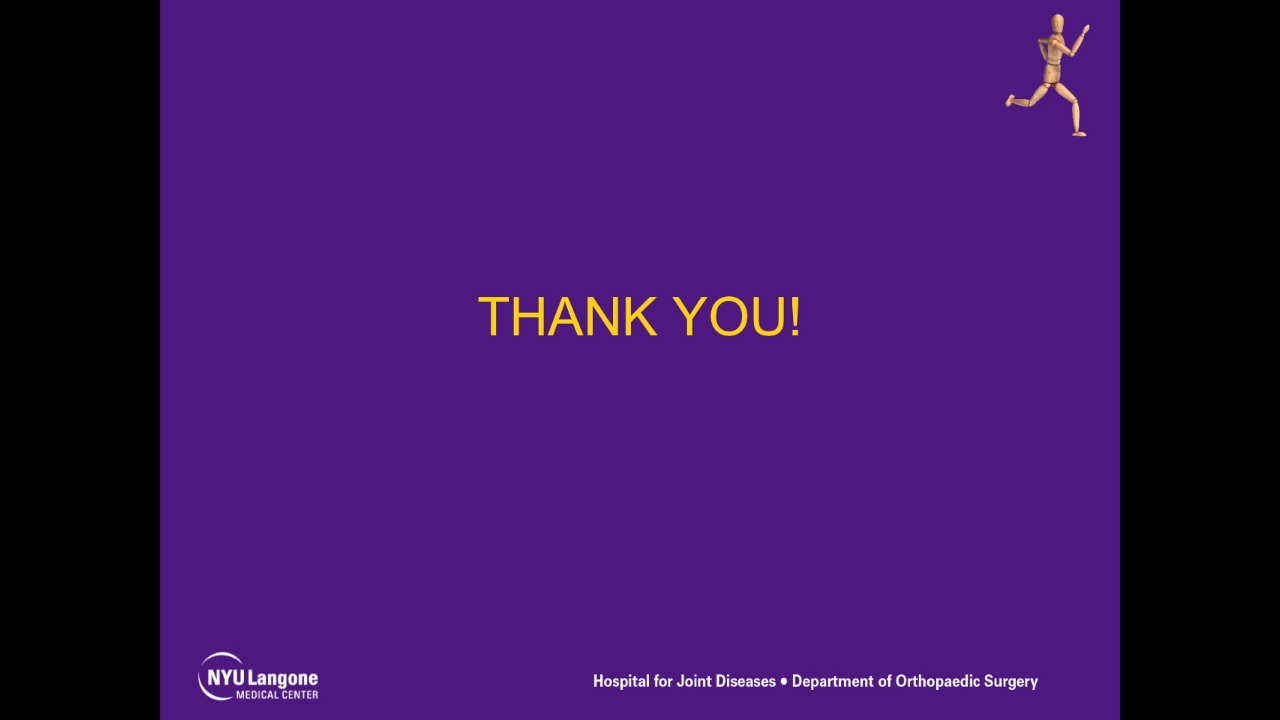 THANK YOU!
NYU Langone
MEDICAL CENTER
Hospital for Joint Diseases • Department of Orthopaedic Surgery